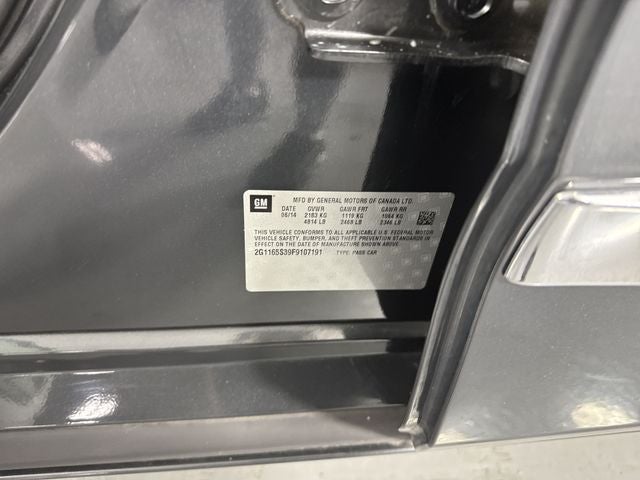 GM
MFD BY GENERAL MOTORS OF CANADA LTD.
DATE GVWR GAWR FRT GAWR RR
06/14 2183 KG 1119 KG 1064 KG
4814 LB 2468 LB 2346 LB
THIS VEHICLE CONFORMS TO ALL APPLICABLE U.S. FEDERAL MOTOR
VEHICLE SAFETY, BUMPER, AND THEFT PREVENTION STANDARDS IN
EFFECT ON THE DATE OF MANUFACTURE SHOWN ABOVE.
2G1165S39F9107191 TYPE: PASS CAR